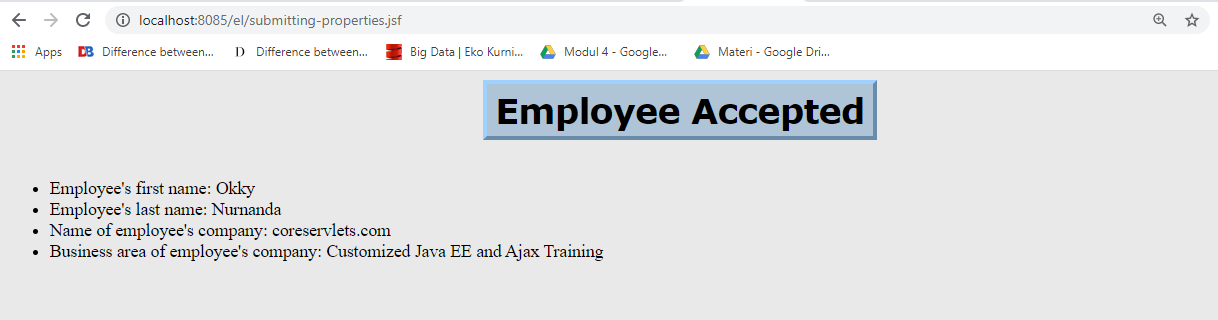 localhost:8085/el/submitting-properties.jsf
Apps DB Difference between... D Difference between... Big Data | Eko Kurni... Modul 4 - Google... Materi - Google Dri...
Employee Accepted
• Employee's first name: Okky
• Employee's last name: Nurnanda
• Name of employee's company: coreservlets.com
• Business area of employee's company: Customized Java EE and Ajax Training